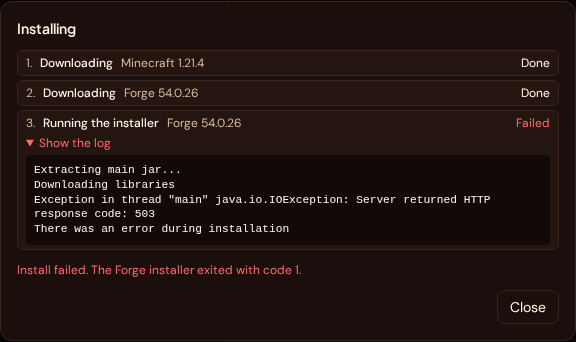 Installing
1. Downloading Minecraft 1.21.4 Done
2. Downloading Forge 54.0.26 Done
3. Running the installer Forge 54.0.26 Failed
▼ Show the log
Extracting main jar...
Downloading libraries
Exception in thread "main" java.io.IOException: Server returned HTTP
response code: 503
There was an error during installation
Install failed. The Forge installer exited with code 1.
Close